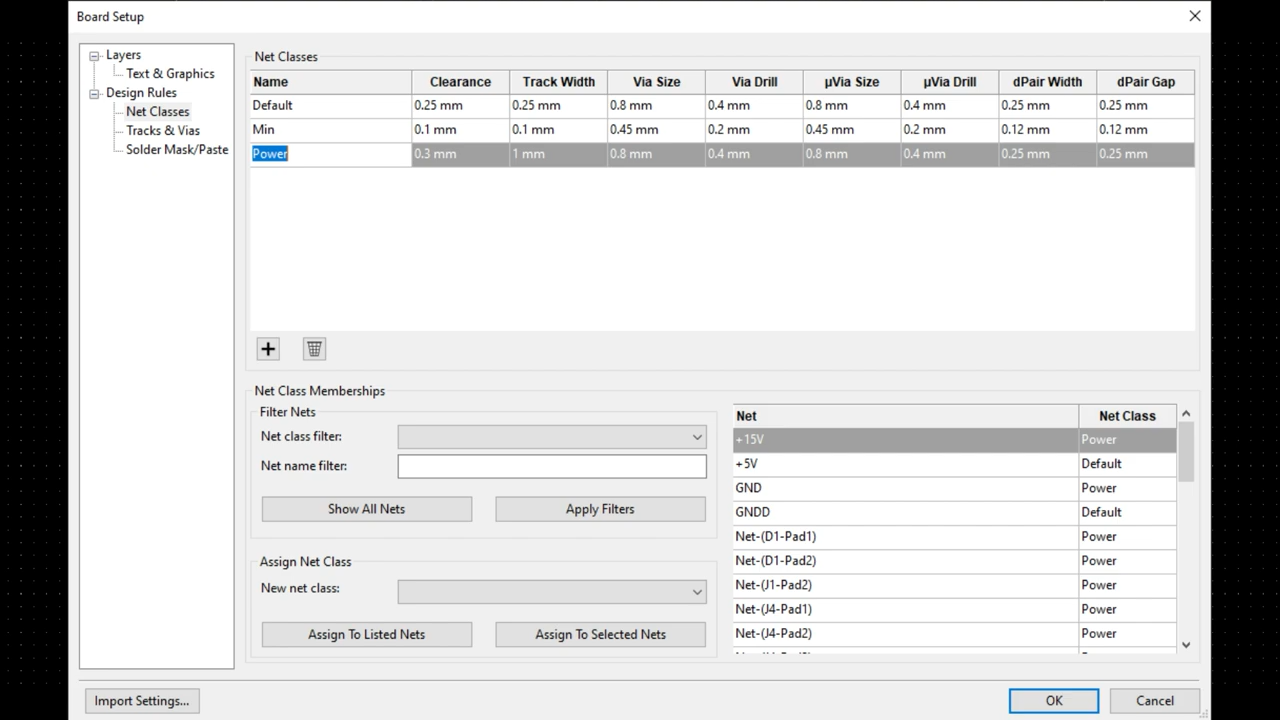 Board Setup
Layers
Text & Graphics
Design Rules
Net Classes
Tracks & Vias
Solder Mask/Paste
Net Classes
Name Clearance Track Width Via Size Via Drill µVia Size µVia Drill dPair Width dPair Gap
Default 0.25 mm 0.25 mm 0.8 mm 0.4 mm 0.8 mm 0.4 mm 0.25 mm 0.25 mm
Min 0.1 mm 0.1 mm 0.45 mm 0.2 mm 0.45 mm 0.2 mm 0.12 mm 0.12 mm
Power 0.3 mm 1 mm 0.8 mm 0.4 mm 0.8 mm 0.4 mm 0.25 mm 0.25 mm
Net Class Memberships
Filter Nets
Net class filter:
Net name filter:
Show All Nets Apply Filters
Assign Net Class
New net class:
Assign To Listed Nets Assign To Selected Nets
Net Net Class
+15V Power
+5V Default
GND Power
GNDD Default
Net-(D1-Pad1) Power
Net-(D1-Pad2) Power
Net-(J1-Pad2) Power
Net-(J4-Pad1) Power
Net-(J4-Pad2) Power
Import Settings... OK Cancel